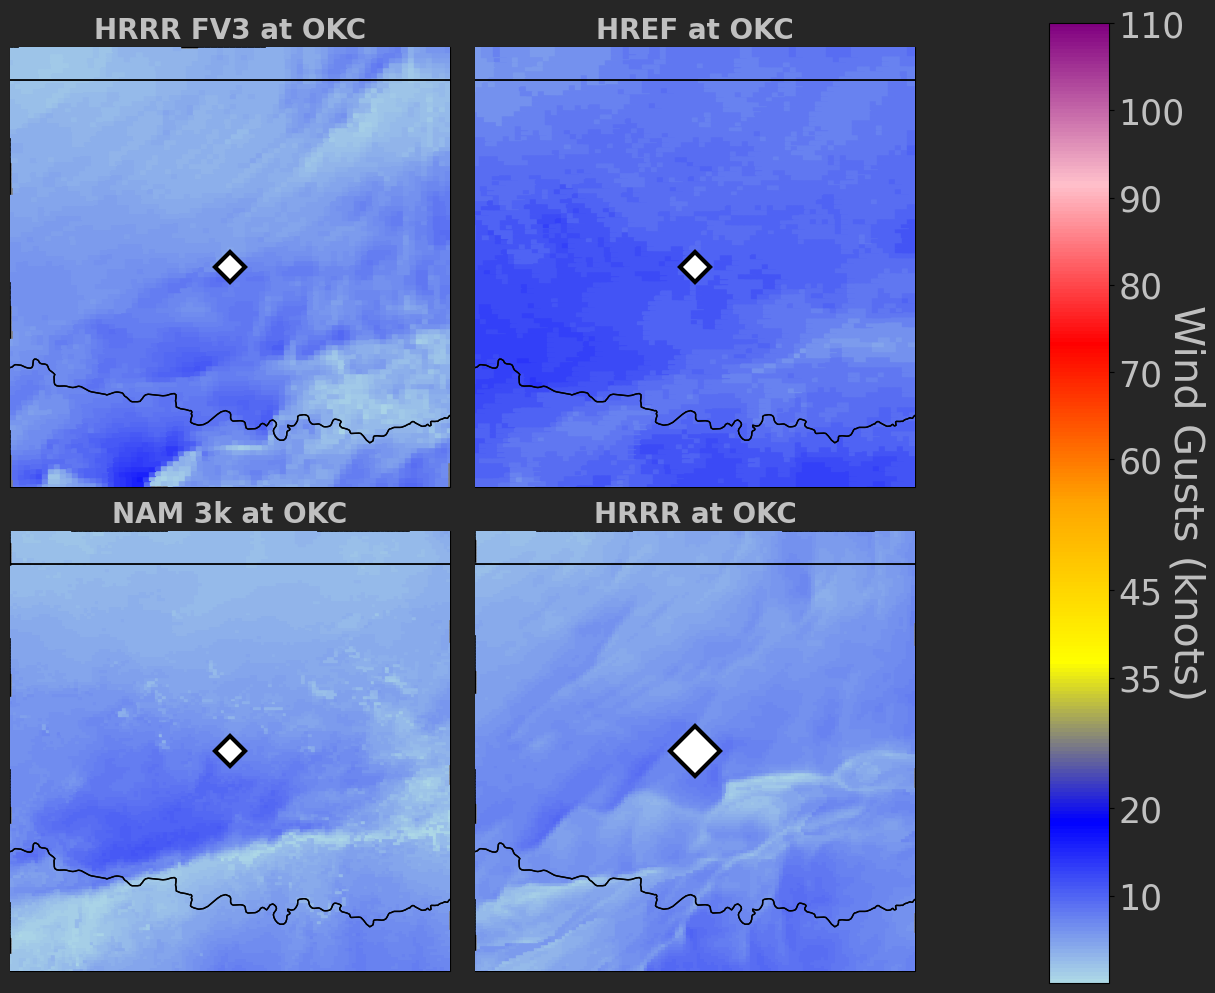 HRRR FV3 at OKC
HREF at OKC
NAM 3k at OKC
HRRR at OKC
110
100
90
80
70
60
45
35
20
10
Wind Gusts (knots)